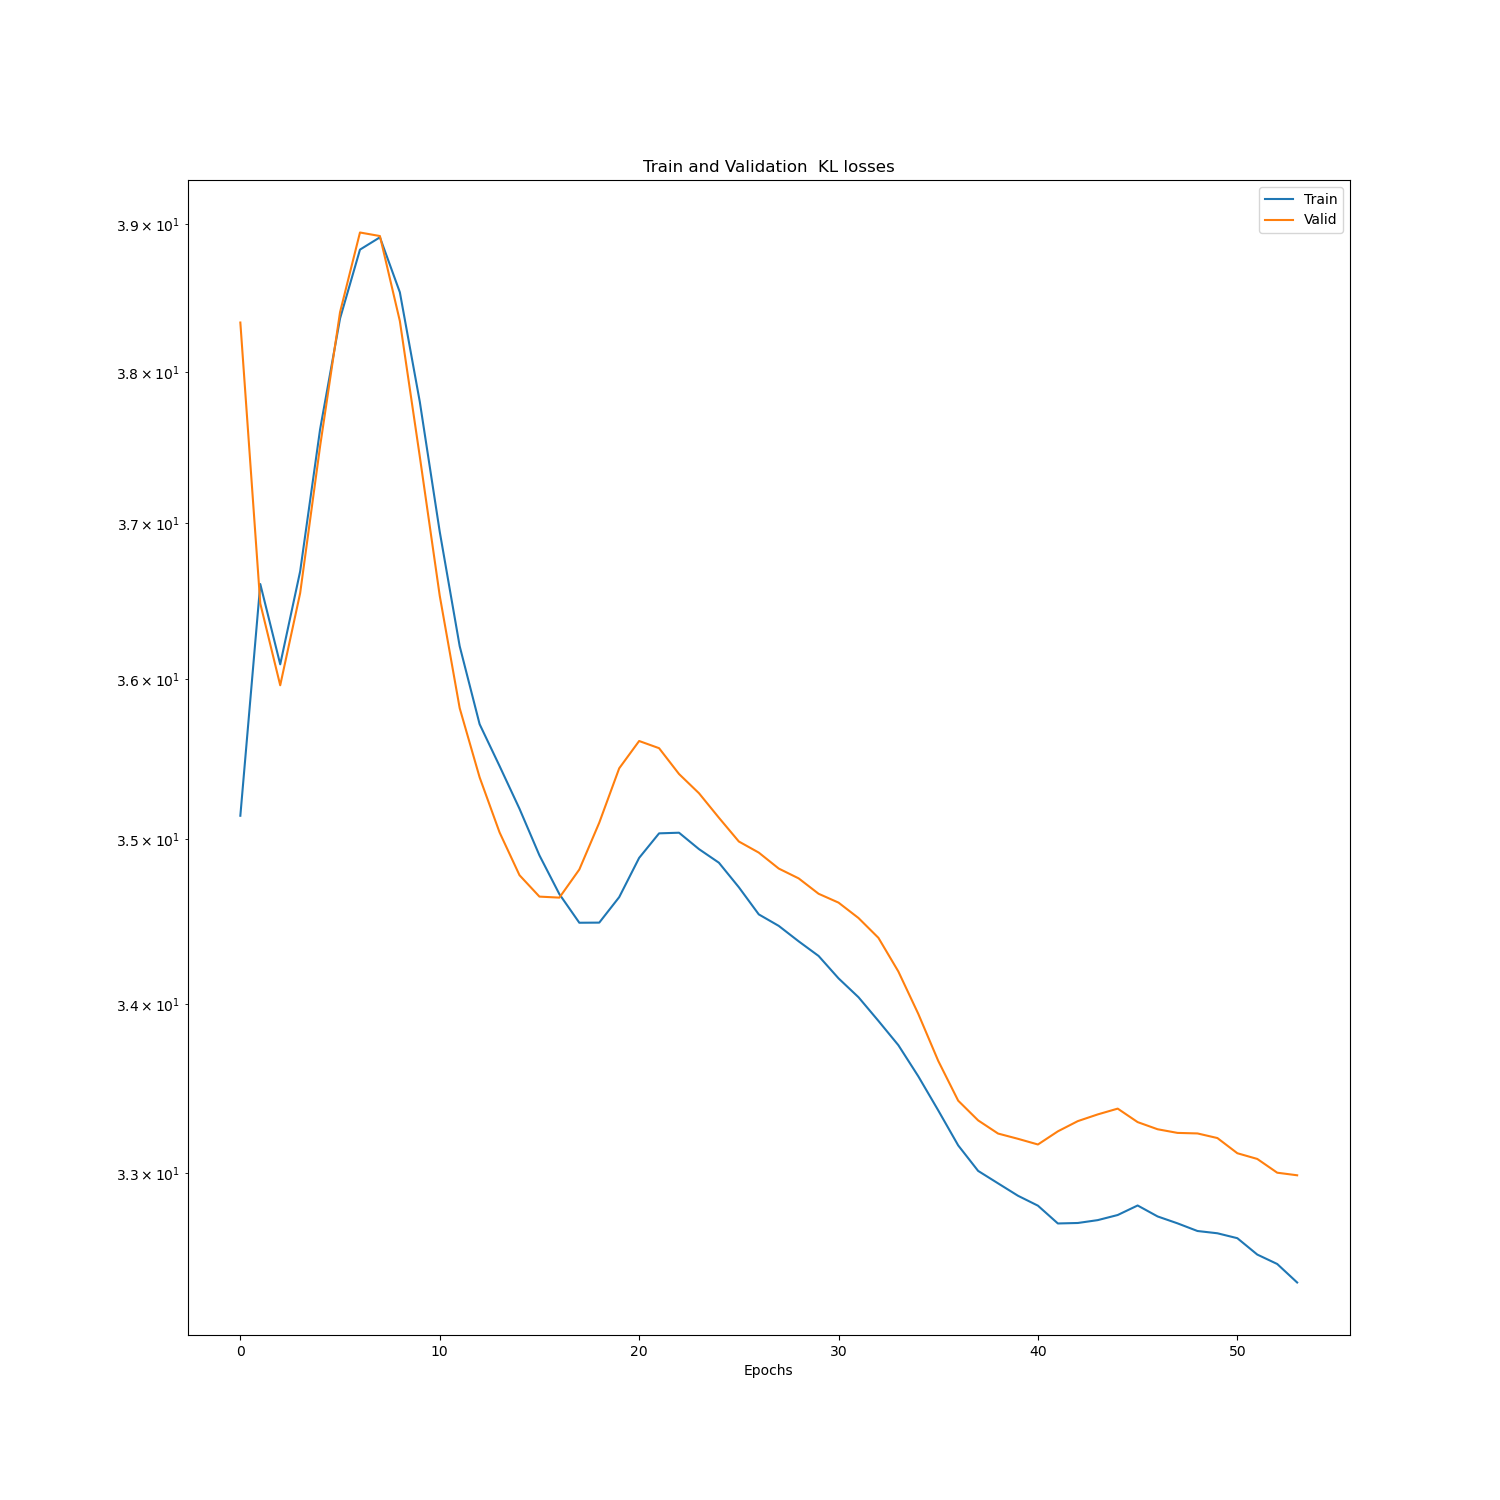 Train and Validation  KL losses
Train
Valid
3.9 × 10¹
3.8 × 10¹
3.7 × 10¹
3.6 × 10¹
3.5 × 10¹
3.4 × 10¹
3.3 × 10¹
0 10 20 30 40 50
Epochs